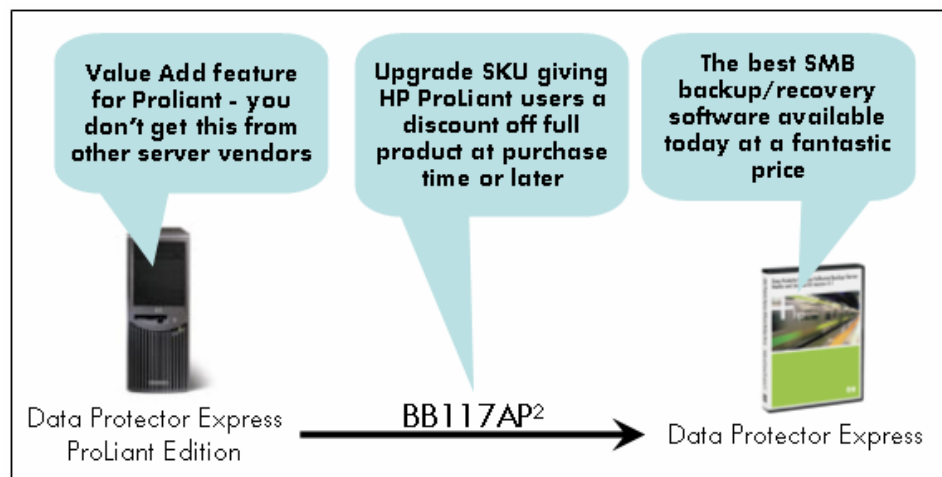 Value Add feature
for Proliant - you
don't get this from
other server vendors
Upgrade SKU giving
HP ProLiant users a
discount off full
product at purchase
time or later
The best SMB
backup/recovery
software available
today at a fantastic
price
Data Protector Express
ProLiant Edition
BB117AP²
Data Protector Express